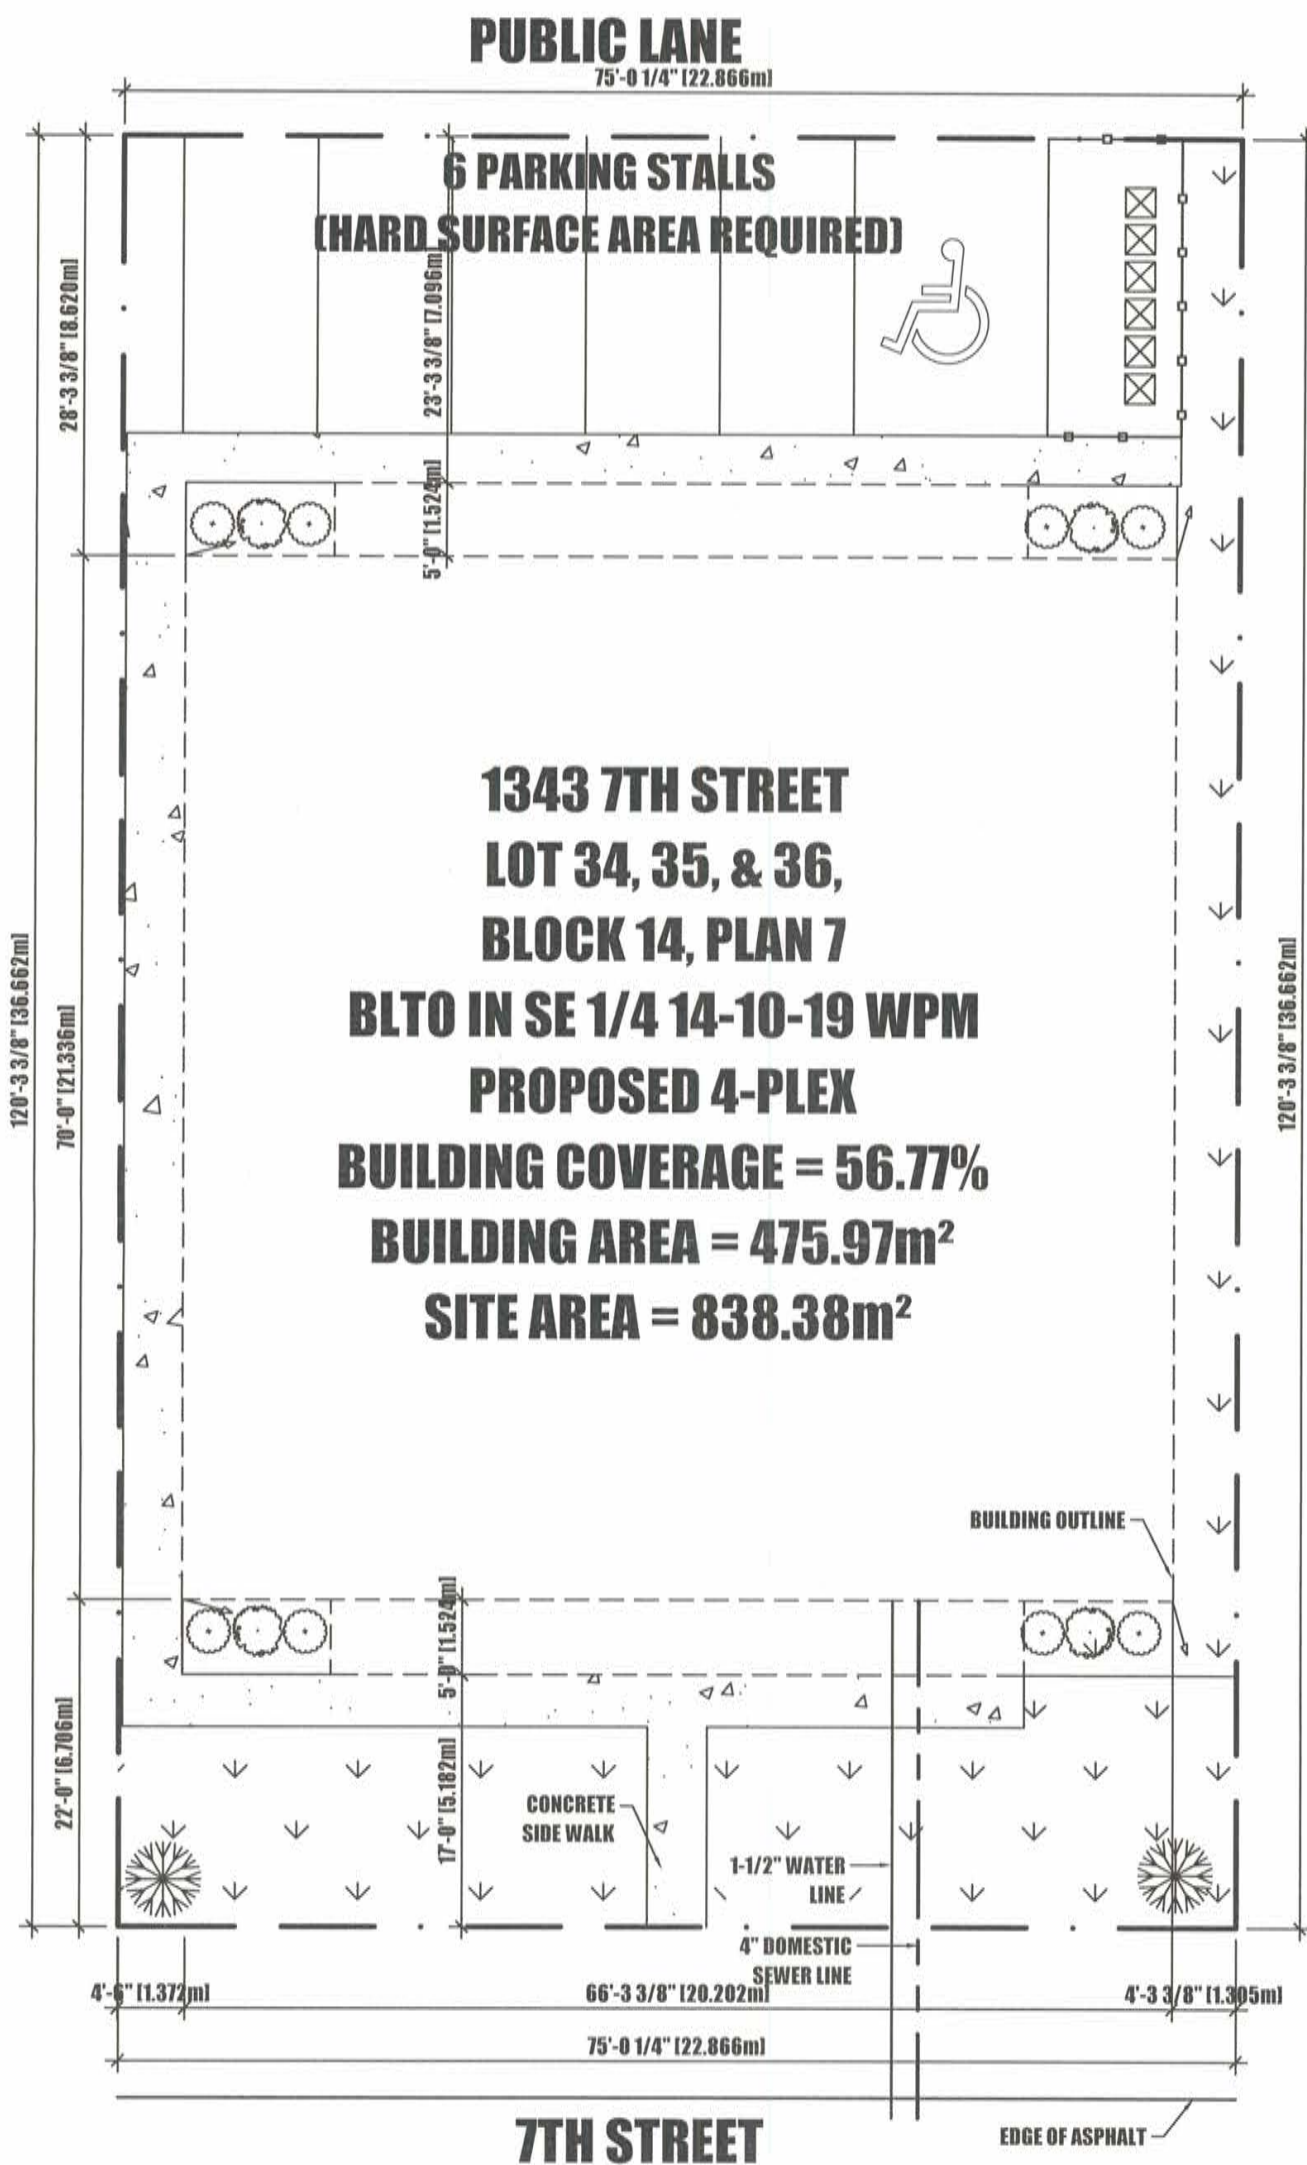 PUBLIC LANE
75'-0 1/4" [22.866m]
6 PARKING STALLS
(HARD SURFACE AREA REQUIRED)
28'-3 3/8" [8.620m]
23'-3 3/8" [7.096m]
5'-0" [1.524m]
120'-3 3/8" [36.662m]
70'-0" [21.336m]
120'-3 3/8" [36.662m]
1343 7TH STREET
LOT 34, 35, & 36,
BLOCK 14, PLAN 7
BLTO IN SE 1/4 14-10-19 WPM
PROPOSED 4-PLEX
BUILDING COVERAGE = 56.77%
BUILDING AREA = 475.97m²
SITE AREA = 838.38m²
BUILDING OUTLINE
5'-0" [1.524m]
22'-0" [6.706m]
17'-0" [5.182m]
CONCRETE
SIDE WALK
1-1/2" WATER
LINE
4" DOMESTIC
SEWER LINE
4'-6" [1.372m]
66'-3 3/8" [20.202m]
4'-3 3/8" [1.305m]
75'-0 1/4" [22.866m]
7TH STREET
EDGE OF ASPHALT